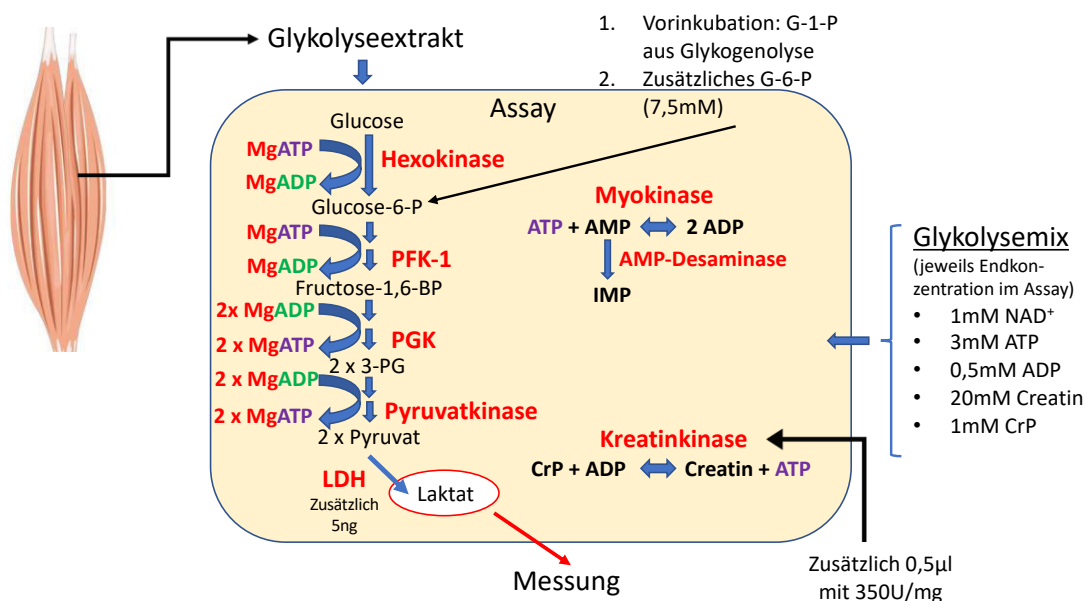 Glykolyseextrakt
1. Vorinkubation: G-1-P
aus Glykogenolyse
2. Zusätzliches G-6-P
(7,5mM)
Assay
Glucose
MgATP
Hexokinase
MgADP
Glucose-6-P
MgATP
PFK-1
MgADP
Fructose-1,6-BP
2x MgADP
PGK
2 x MgATP
2 x 3-PG
2 x MgADP
Pyruvatkinase
2 x MgATP
2 x Pyruvat
LDH
Zusätzlich
5ng
Laktat
Messung
Myokinase
ATP + AMP 2 ADP
AMP-Desaminase
IMP
Kreatinkinase
CrP + ADP Creatin + ATP
Glykolysemix
(jeweils Endkon-
zentration im Assay)
• 1mM NAD⁺
• 3mM ATP
• 0,5mM ADP
• 20mM Creatin
• 1mM CrP
Zusätzlich 0,5µl
mit 350U/mg